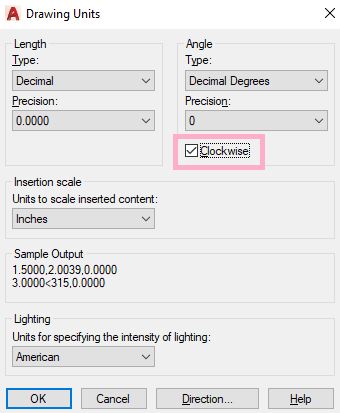 Drawing Units
Length
Type:
Decimal
Precision:
0.0000
Angle
Type:
Decimal Degrees
Precision:
0
Clockwise
Insertion scale
Units to scale inserted content:
Inches
Sample Output
1.5000,2.0039,0.0000
3.0000<315,0.0000
Lighting
Units for specifying the intensity of lighting:
American
OK
Cancel
Direction...
Help